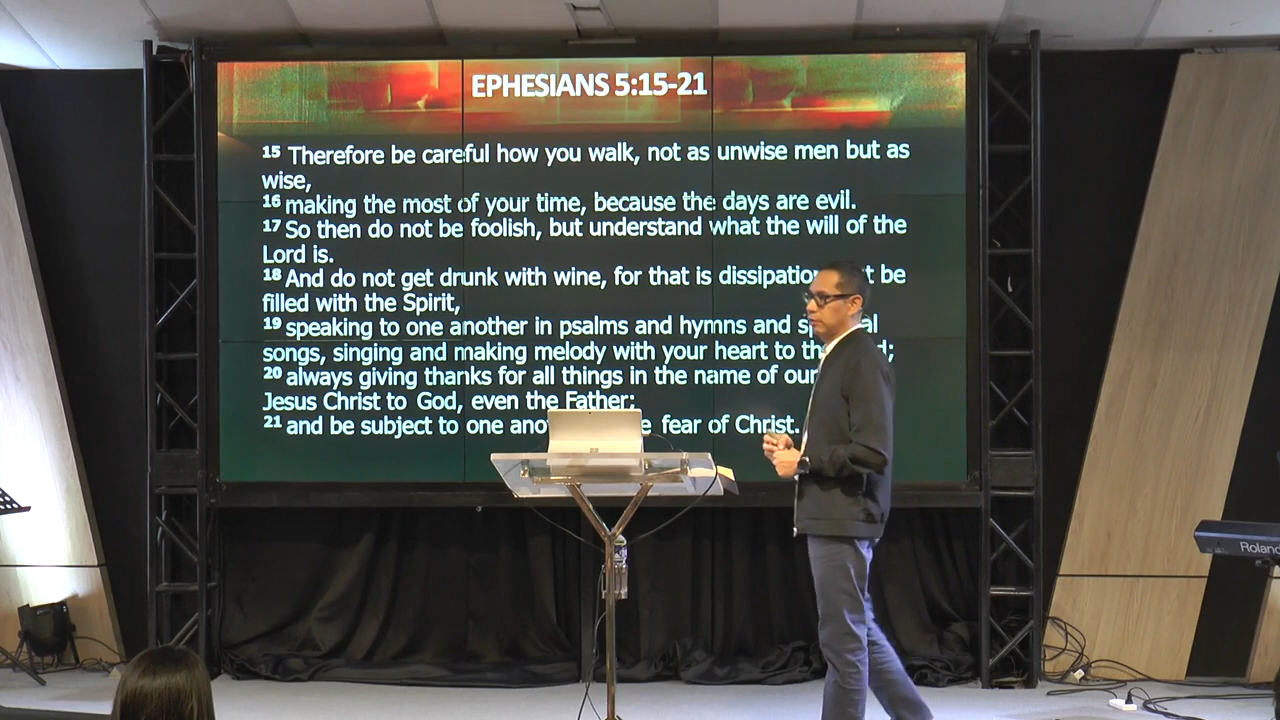 EPHESIANS 5:15-21
15 Therefore be careful how you walk, not as unwise men but as
wise,
16 making the most of your time, because the days are evil.
17 So then do not be foolish, but understand what the will of the
Lord is.
18 And do not get drunk with wine, for that is dissipation be
filled with the Spirit,
19 speaking to one another in psalms and hymns and
songs, singing and making melody with your heart to
20 always giving thanks for all things in the name of our
Jesus Christ to God, even the Father;
21 and be subject to one fear of Christ.
Roland